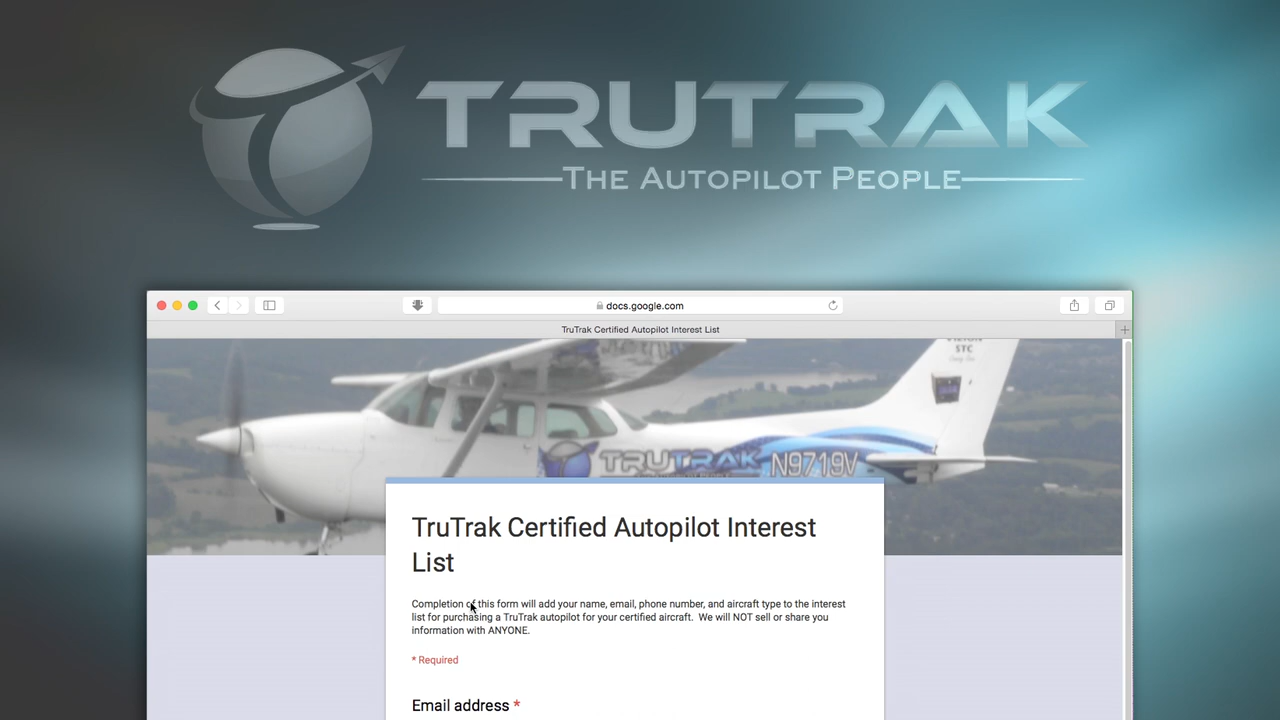 TRUTRAK
THE AUTOPILOT PEOPLE
docs.google.com
TruTrak Certified Autopilot Interest List
STC
TRUTRAK
N9719V
TruTrak Certified Autopilot Interest
List
Completion of this form will add your name, email, phone number, and aircraft type to the interest
list for purchasing a TruTrak autopilot for your certified aircraft.  We will NOT sell or share you
information with ANYONE.
* Required
Email address *